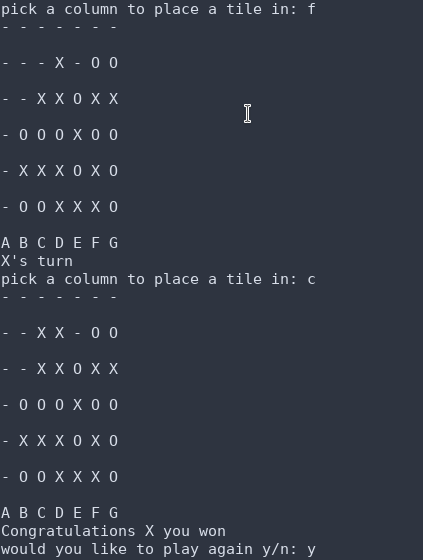 pick a column to place a tile in: f
- - - - - - -
- - - X - O O
- - X X O X X
- O O O X O O
- X X X O X O
- O O X X X O
A B C D E F G
X's turn
pick a column to place a tile in: c
- - - - - - -
- - X X - O O
- - X X O X X
- O O O X O O
- X X X O X O
- O O X X X O
A B C D E F G
Congratulations X you won
would you like to play again y/n: y